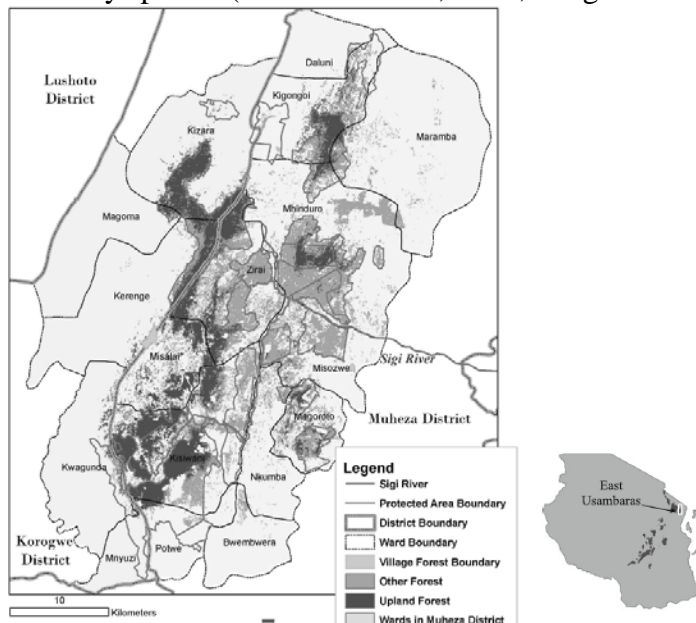 Daluni
Lushoto
District
Kigongoi
Kizara
Maramba
Mhinduro
Magoma
Zirai
Kerenge
Misalai
Sigi River
Misozwe
Magoroto
Muheza District
Kisiwani
Kwagunda
Nkumba
Korogwe
District
Mnyuzi
Potwe
Bwembwera
10
Kilometers
Legend
Sigi River
Protected Area Boundary
District Boundary
Ward Boundary
Village Forest Boundary
Other Forest
Upland Forest
Wards in Muheza District
East
Usambaras